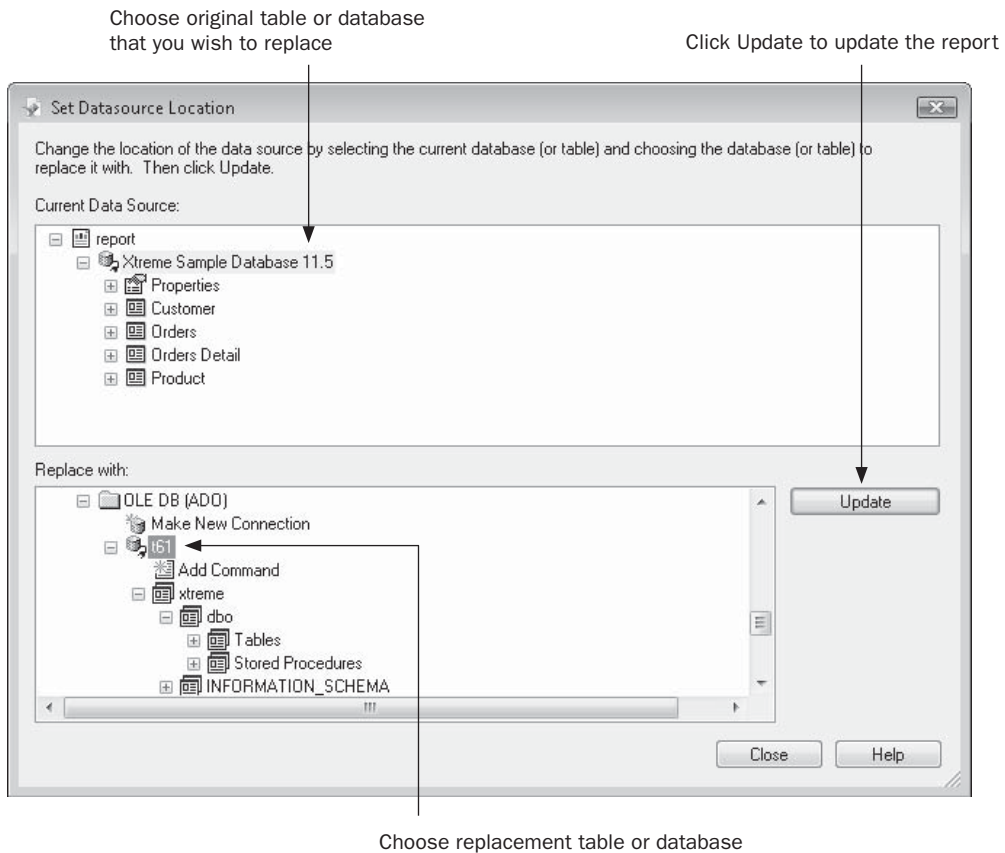 Choose original table or database
that you wish to replace
Click Update to update the report
Set Datasource Location
Change the location of the data source by selecting the current database (or table) and choosing the database (or table) to
replace it with. Then click Update.
Current Data Source:
report
Xtreme Sample Database 11.5
Properties
Customer
Orders
Orders Detail
Product
Replace with:
OLE DB (ADO)
Make New Connection
t61
Add Command
xtreme
dbo
Tables
Stored Procedures
INFORMATION_SCHEMA
Update
Close
Help
Choose replacement table or database